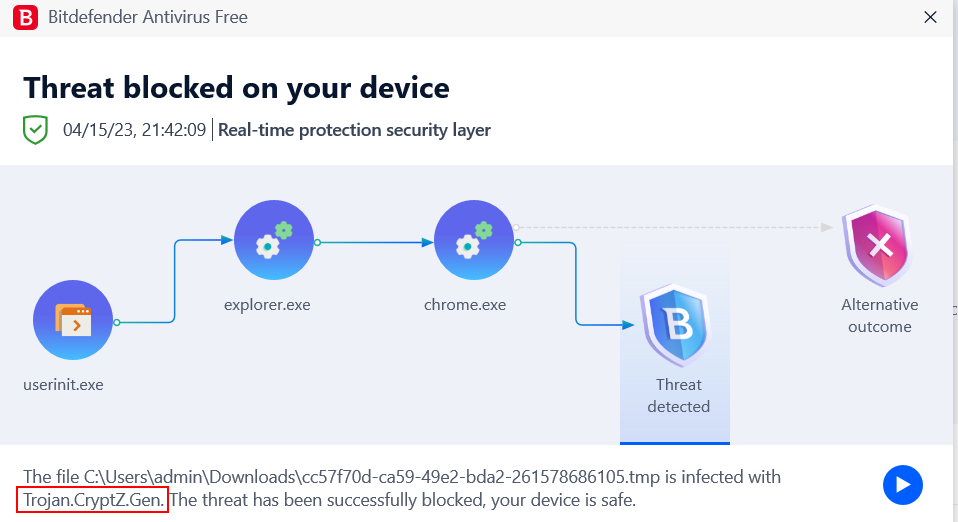 B Bitdefender Antivirus Free
Threat blocked on your device
04/15/23, 21:42:09 | Real-time protection security layer
explorer.exe
chrome.exe
Alternative
outcome
userinit.exe
B
Threat
detected
The file C:\Users\admin\Downloads\cc57f70d-ca59-49e2-bda2-261578686105.tmp is infected with
Trojan.CryptZ.Gen. The threat has been successfully blocked, your device is safe.